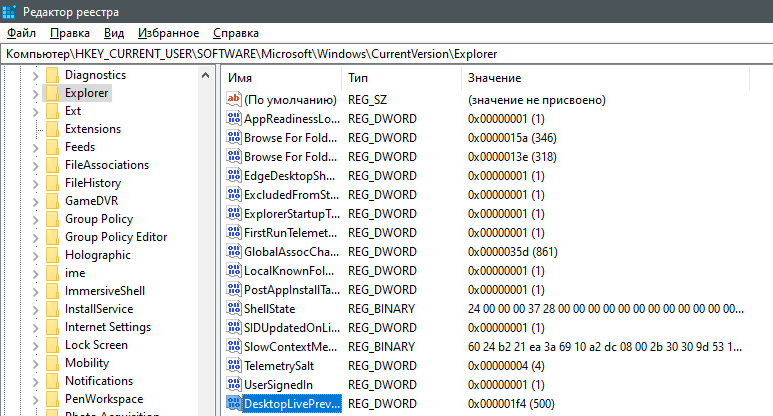 Редактор реестра
Файл Правка Вид Избранное Справка
Компьютер\HKEY_CURRENT_USER\SOFTWARE\Microsoft\Windows\CurrentVersion\Explorer
Diagnostics
Explorer
Ext
Extensions
Feeds
FileAssociations
FileHistory
GameDVR
Group Policy
Group Policy Editor
Holographic
ime
ImmersiveShell
InstallService
Internet Settings
Lock Screen
Mobility
Notifications
PenWorkspace
Имя Тип Значение
(По умолчанию) REG_SZ (значение не присвоено)
AppReadinessLo... REG_DWORD 0x00000001 (1)
Browse For Fold... REG_DWORD 0x0000015a (346)
Browse For Fold... REG_DWORD 0x0000013e (318)
EdgeDesktopSh... REG_DWORD 0x00000001 (1)
ExcludedFromSt... REG_DWORD 0x00000001 (1)
ExplorerStartupT... REG_DWORD 0x00000001 (1)
FirstRunTelemet... REG_DWORD 0x00000001 (1)
GlobalAssocCha... REG_DWORD 0x0000035d (861)
LocalKnownFol... REG_DWORD 0x00000001 (1)
PostAppInstallTa... REG_DWORD 0x00000001 (1)
ShellState REG_BINARY 24 00 00 00 37 28 00 00 00 00 00 00 00 00 00 00 00 00...
SIDUpdatedOnLi... REG_DWORD 0x00000001 (1)
SlowContextMe... REG_BINARY 60 24 b2 21 ea 3a 69 10 a2 dc 08 00 2b 30 30 9d 53 1...
TelemetrySalt REG_DWORD 0x00000004 (4)
UserSignedIn REG_DWORD 0x00000001 (1)
DesktopLivePrev... REG_DWORD 0x000001f4 (500)